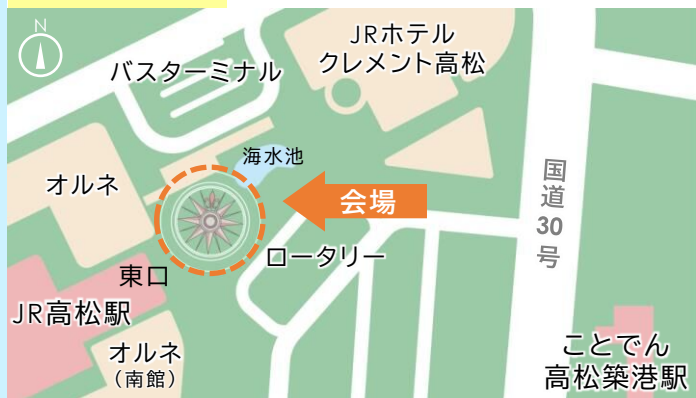 N
JRホテル
クレメント高松
バスターミナル
海水池
オルネ
会場
国道30号
ロータリー
東口
JR高松駅
オルネ
（南館）
ことでん
高松築港駅